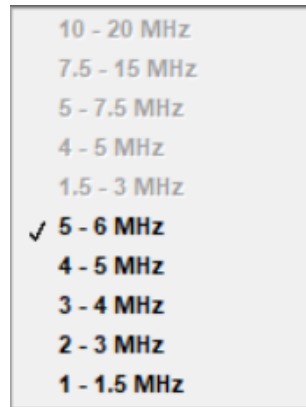 10 - 20 MHz
7.5 - 15 MHz
5 - 7.5 MHz
4 - 5 MHz
1.5 - 3 MHz
5 - 6 MHz
4 - 5 MHz
3 - 4 MHz
2 - 3 MHz
1 - 1.5 MHz